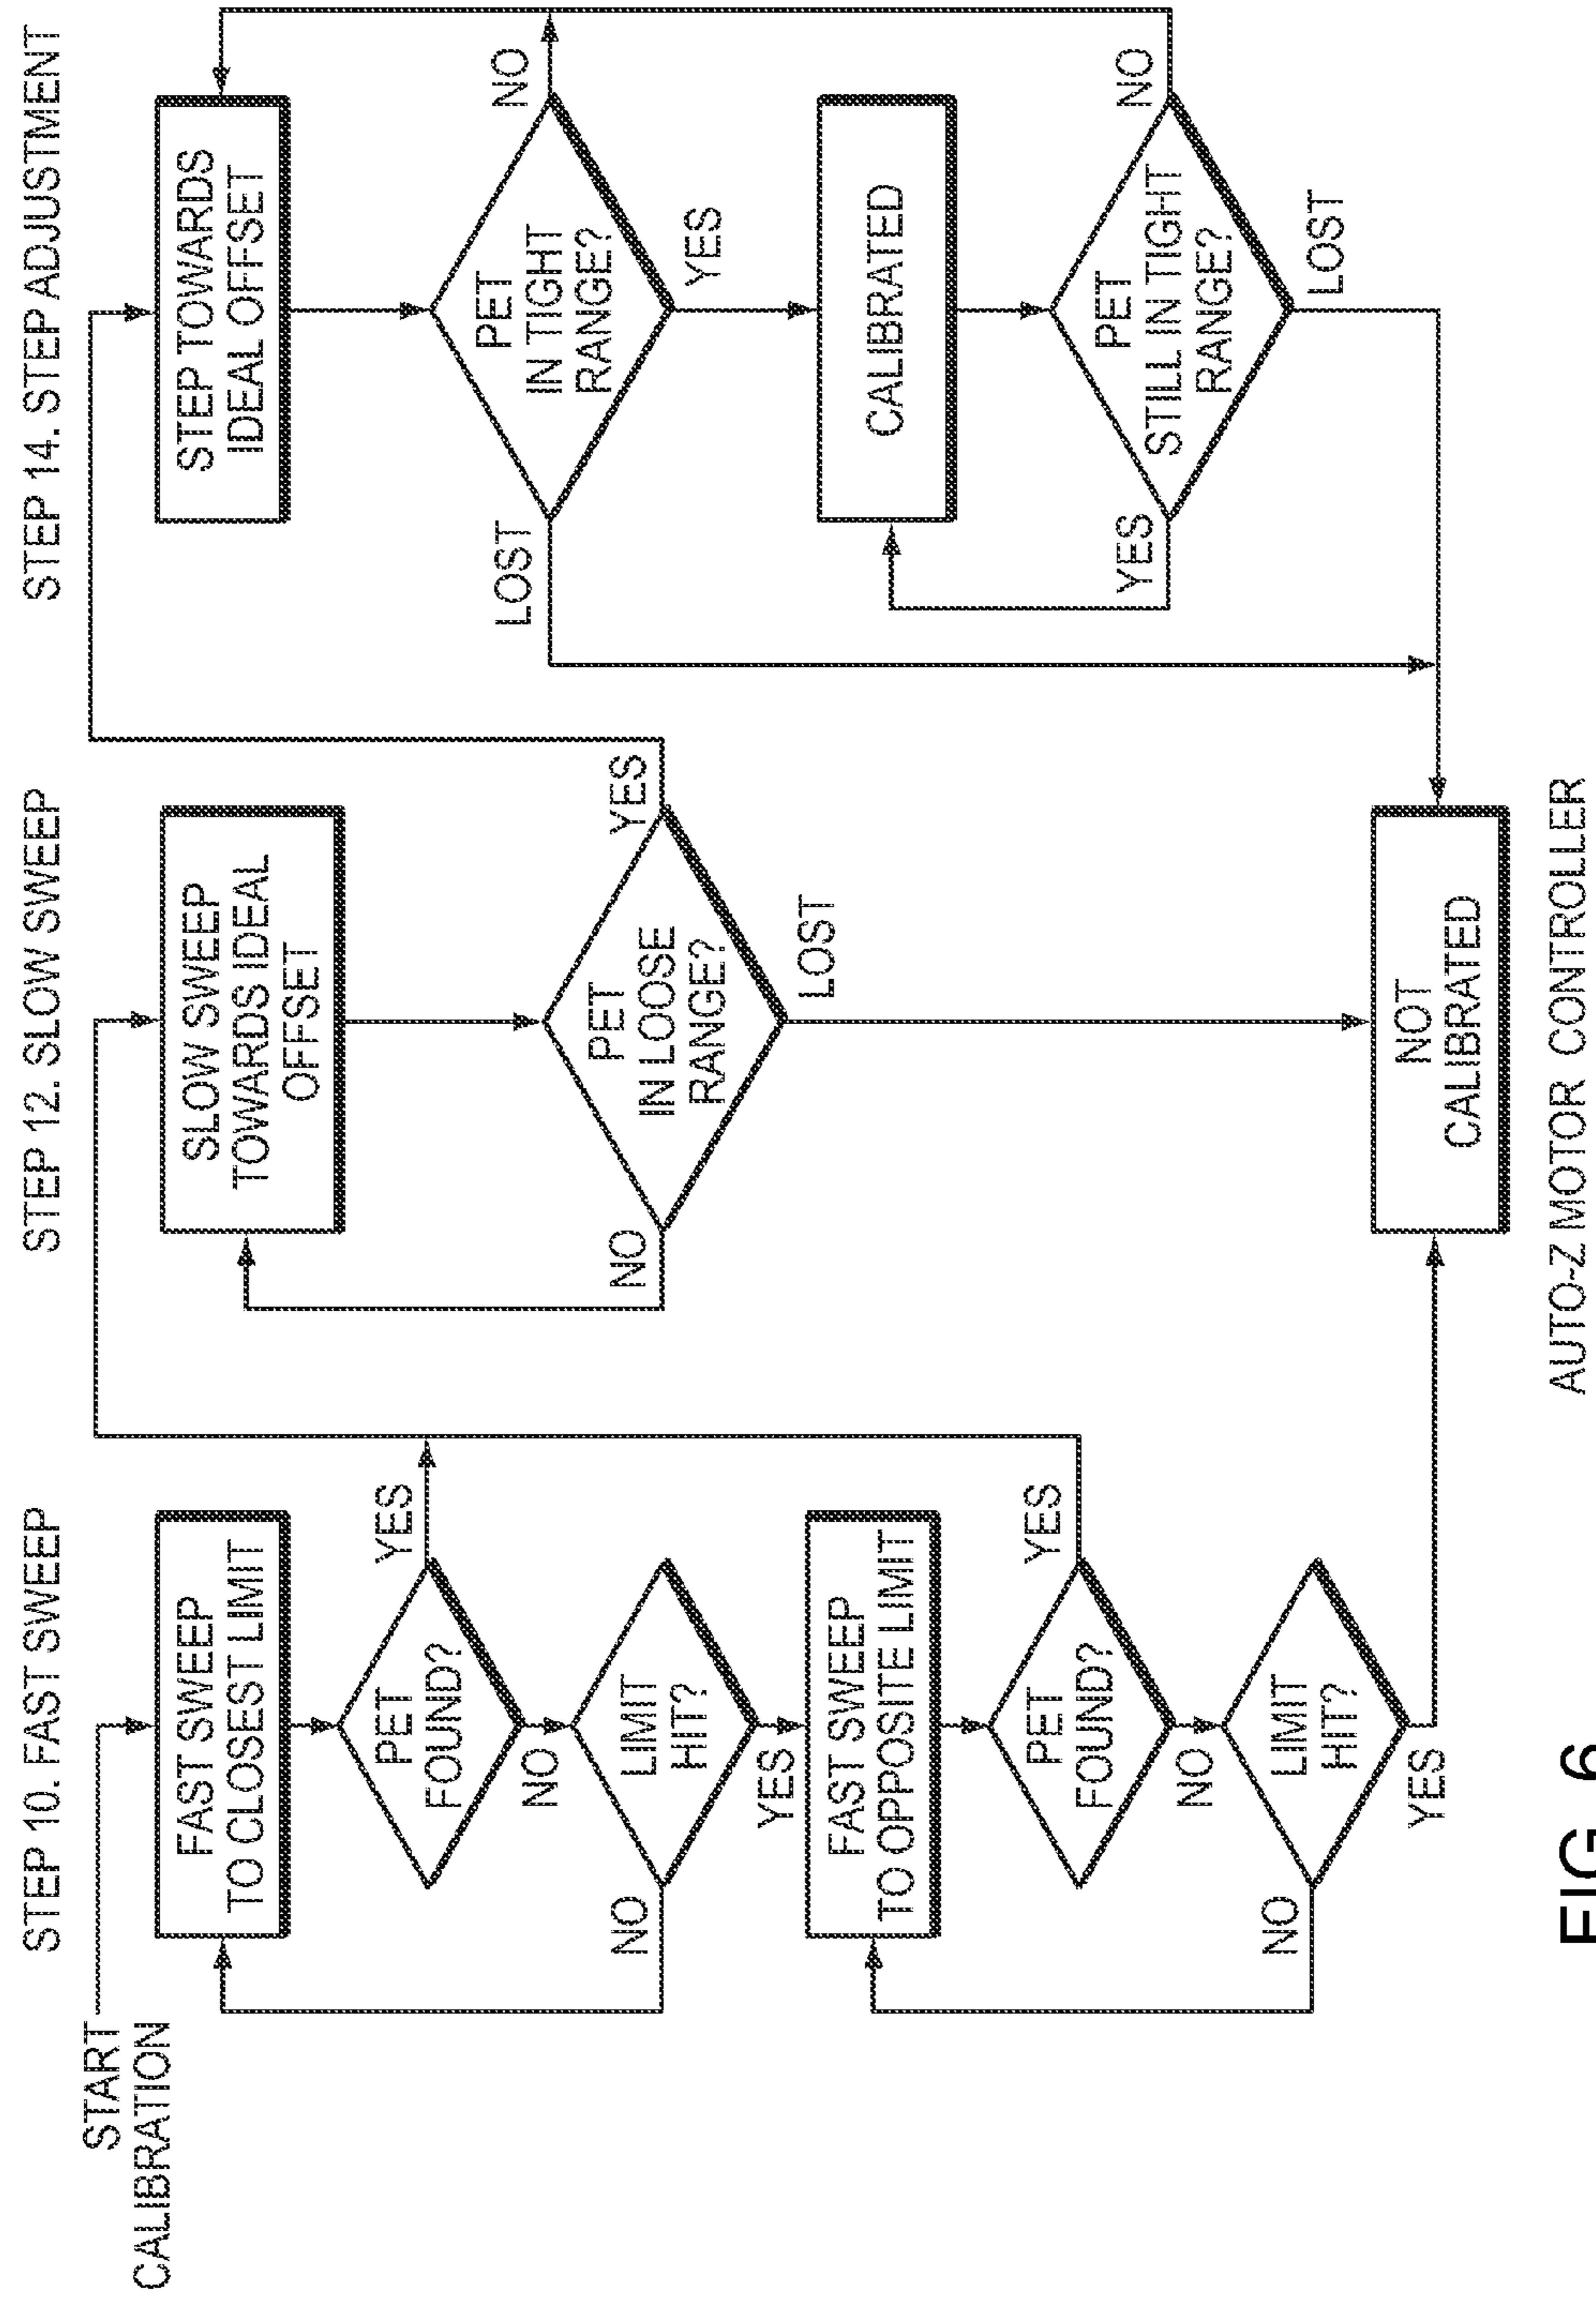 STEP 10. FAST SWEEP
START
CALIBRATION
FAST SWEEP
TO CLOSEST LIMIT
PET
FOUND?
YES
NO
LIMIT
HIT?
NO
YES
FAST SWEEP
TO OPPOSITE LIMIT
PET
FOUND?
YES
NO
LIMIT
HIT?
NO
YES
STEP 12. SLOW SWEEP
SLOW SWEEP
TOWARDS IDEAL
OFFSET
PET
IN LOOSE
RANGE?
NO
YES
LOST
NOT
CALIBRATED
STEP 14. STEP ADJUSTMENT
STEP TOWARDS
IDEAL OFFSET
PET
IN TIGHT
RANGE?
LOST
NO
YES
CALIBRATED
PET
STILL IN TIGHT
RANGE?
YES
NO
LOST
AUTO-Z MOTOR CONTROLLER
FIG. 6